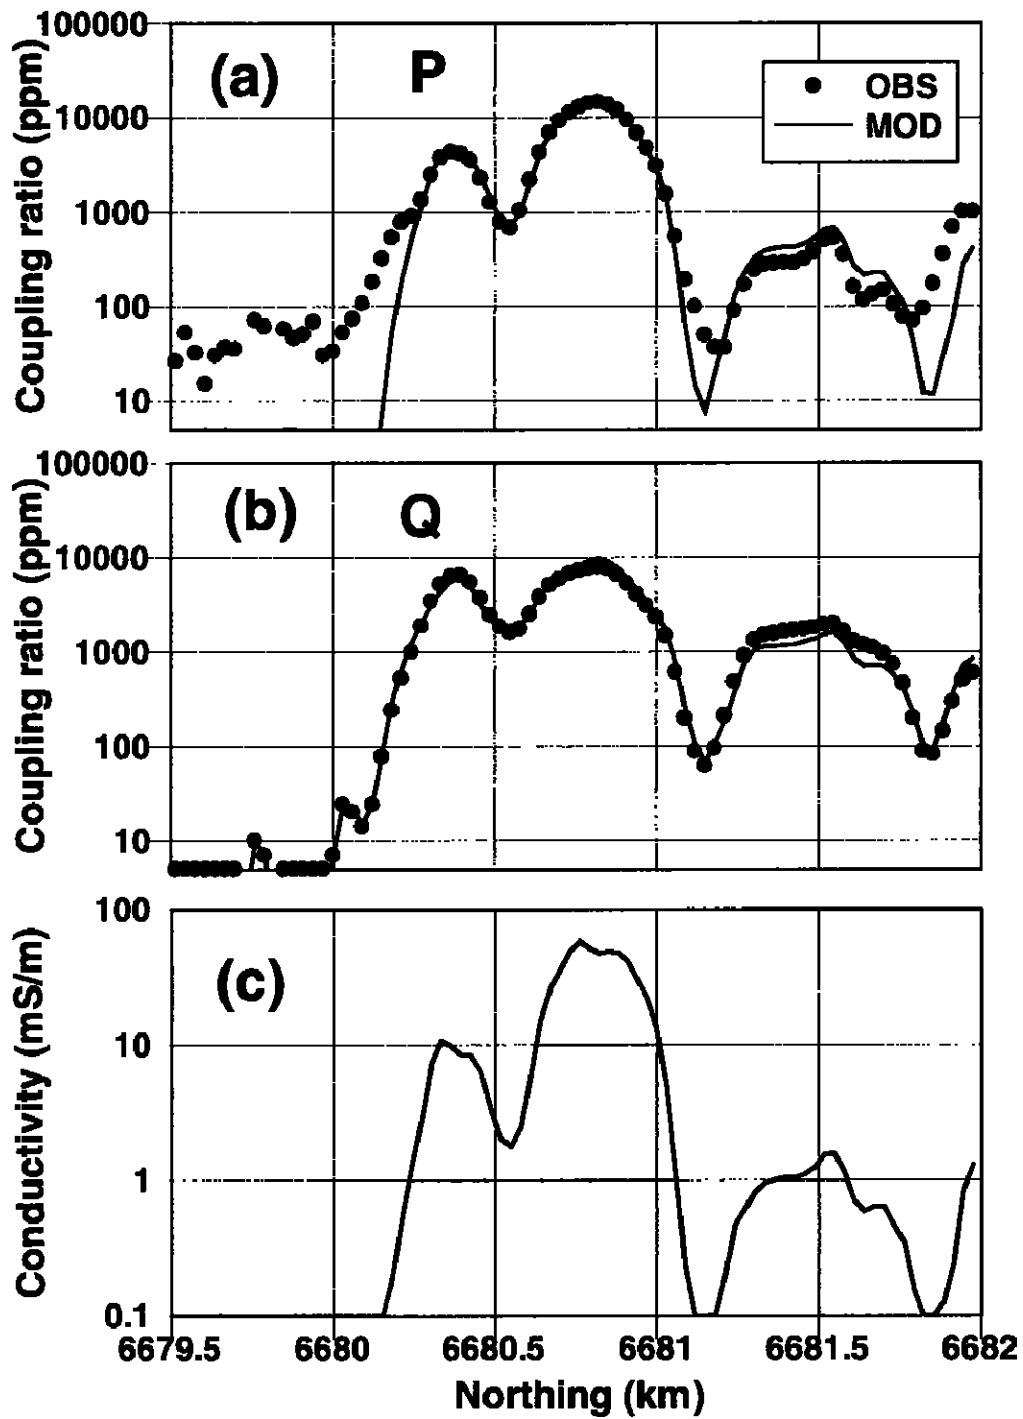 100000
(a)
P
OBS
MOD
10000
1000
100
10
Coupling ratio (ppm)
100000
(b)
Q
10000
1000
100
10
Coupling ratio (ppm)
100
(c)
10
1
0.1
Conductivity (mS/m)
6679.5 6680 6680.5 6681 6681.5 6682
Northing (km)